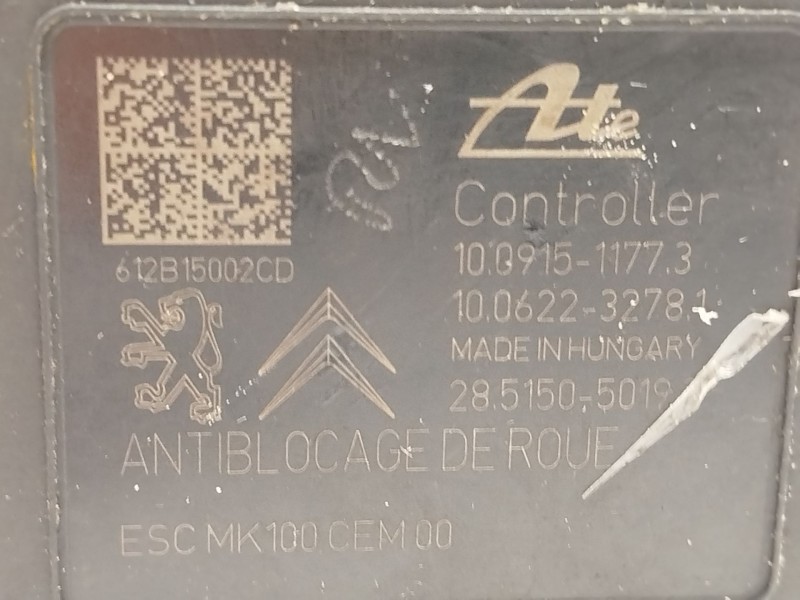 Ate
Controller
10.0915-1177.3
10.0622-3278.1
MADE IN HUNGARY
28.5150-5019
612B15002CD
ANTIBLOCAGE DE ROUE
ESC MK100 CEM 00